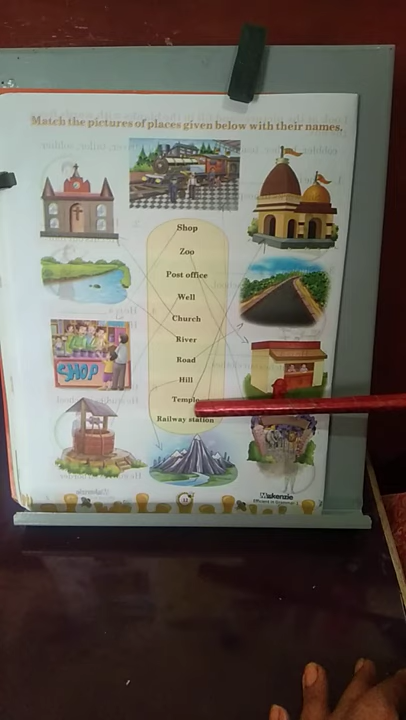 Match the pictures of places given below with their names.
Shop
Zoo
Post office
Well
Church
River
Road
Hill
Temple
Railway station
SHOP
33